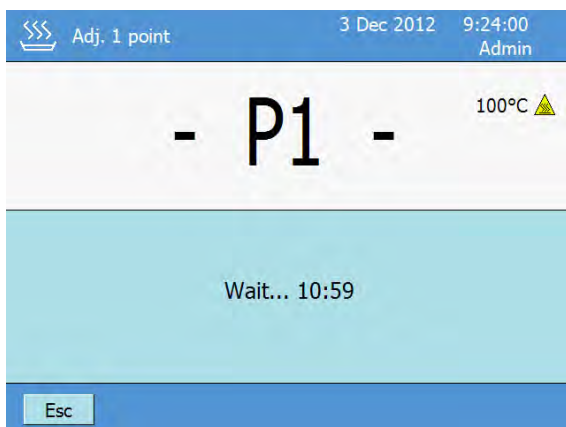 Adj. 1 point 3 Dec 2012 9:24:00
Admin
- P1 -
100°C
Wait... 10:59
Esc